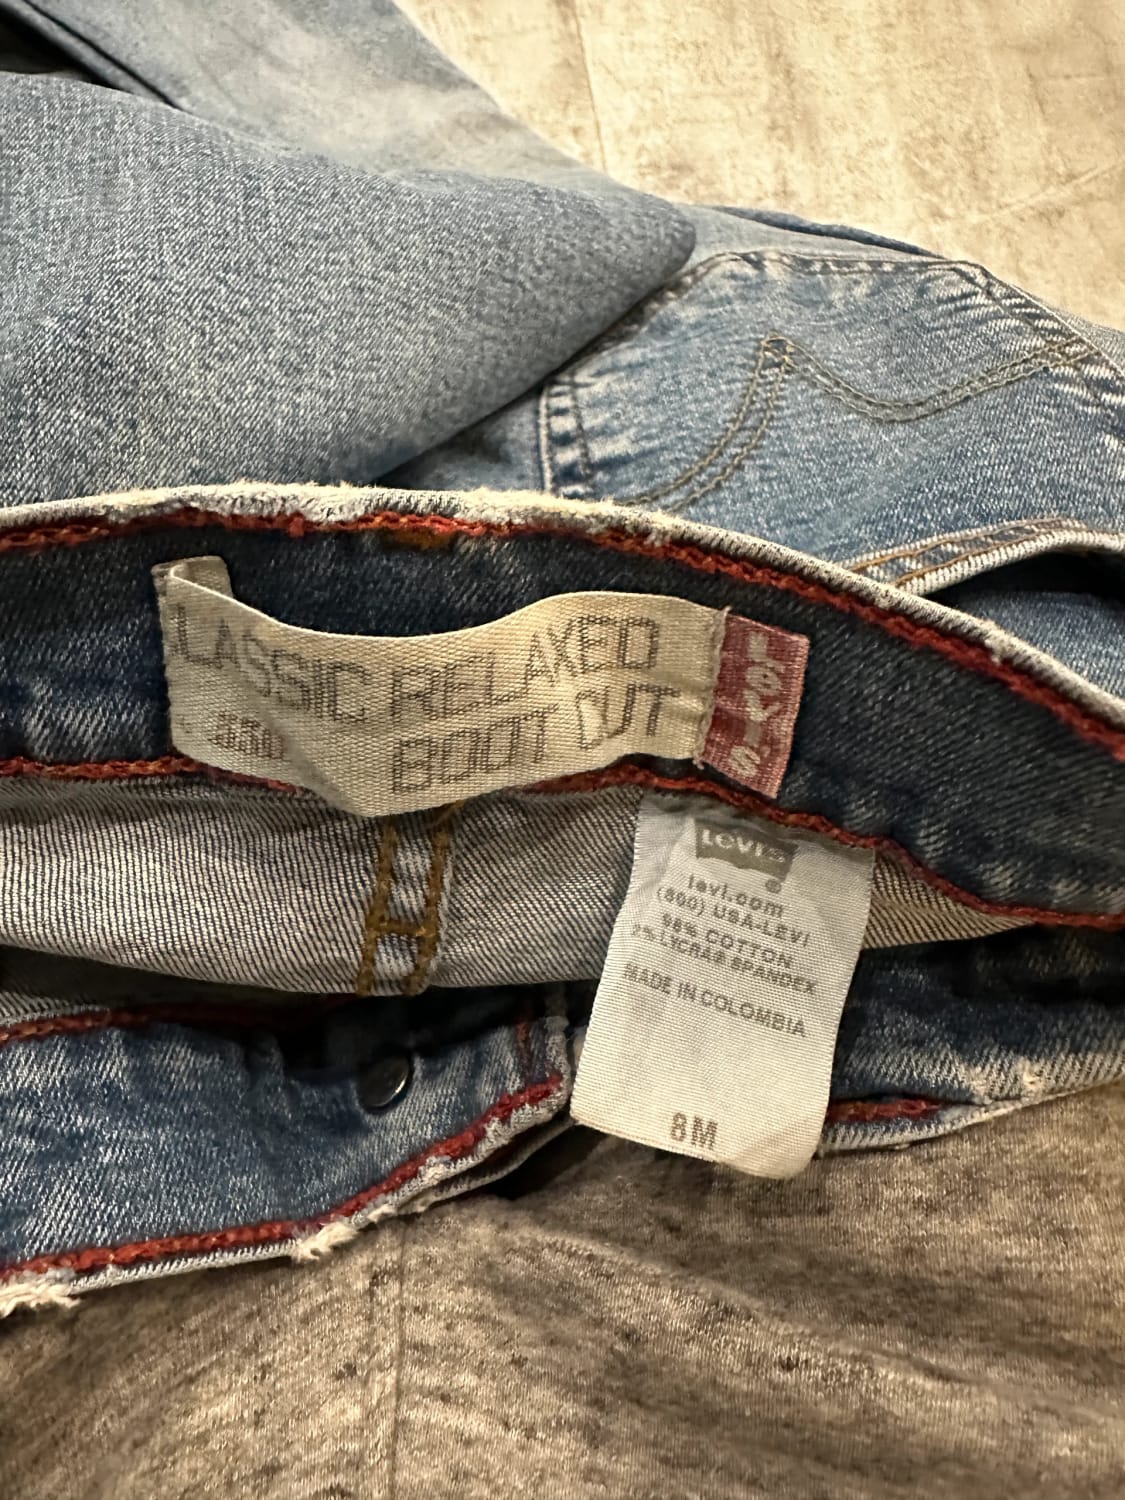 CLASSIC RELAXED
550 BOOT CUT
LEVI'S
LEVI'S
®
levi.com
(800) USA-LEVI
98% COTTON
2% LYCRA® SPANDEX
MADE IN COLOMBIA
8M